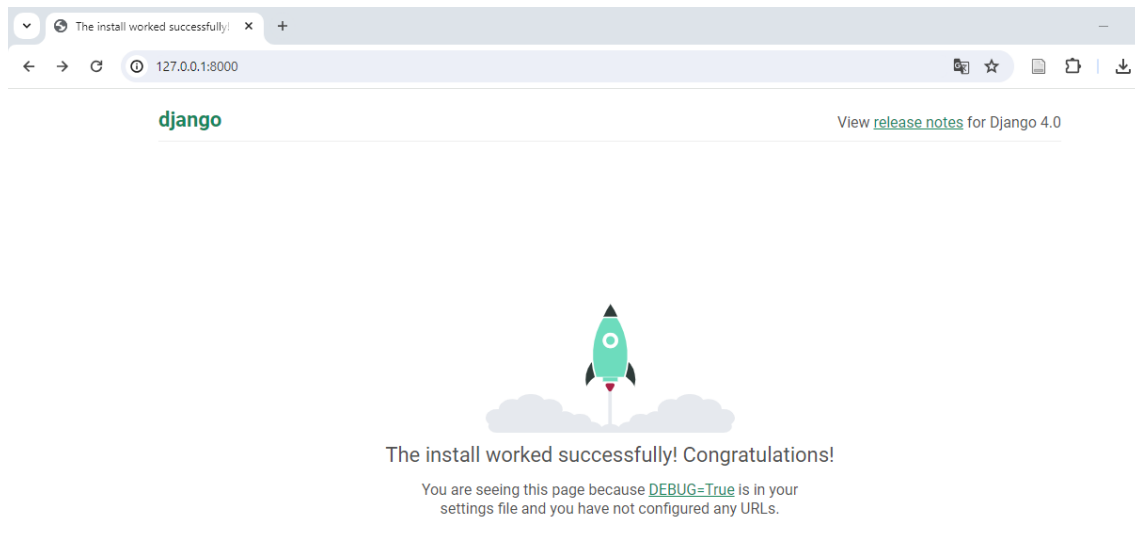 The install worked successfully!
127.0.0.1:8000
django
View release notes for Django 4.0
The install worked successfully! Congratulations!
You are seeing this page because DEBUG=True is in your
settings file and you have not configured any URLs.